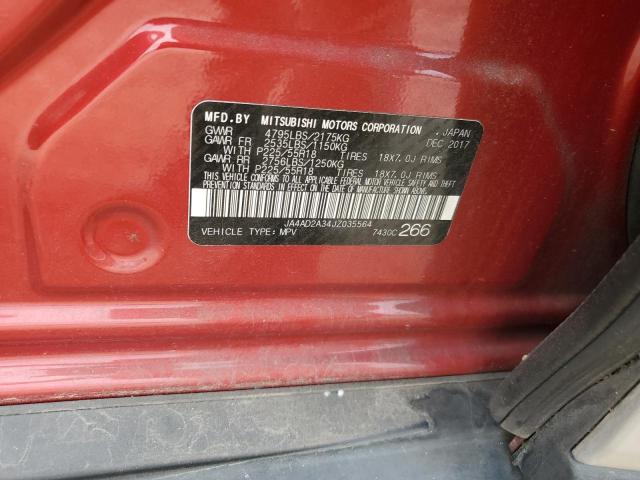 MFD.BY MITSUBISHI MOTORS CORPORATION . JAPAN
GVWR 4795LBS/2175KG DEC 2017
GAWR FR 2535LBS/1150KG
WITH P225/55R18 TIRES 18X7.0J RIMS
GAWR RR 2756LBS/1250KG
WITH P225/55R18 TIRES 18X7.0J RIMS
THIS VEHICLE CONFORMS TO ALL APPLICABLE FEDERAL MOTOR VEHICLE SAFETY AND THEFT PREVENTION STANDARDS IN EFFECT ON THE DATE OF MANUFACTURE SHOWN ABOVE.
JA4AD2A34JZ035564
VEHICLE TYPE: MPV 7430C 266